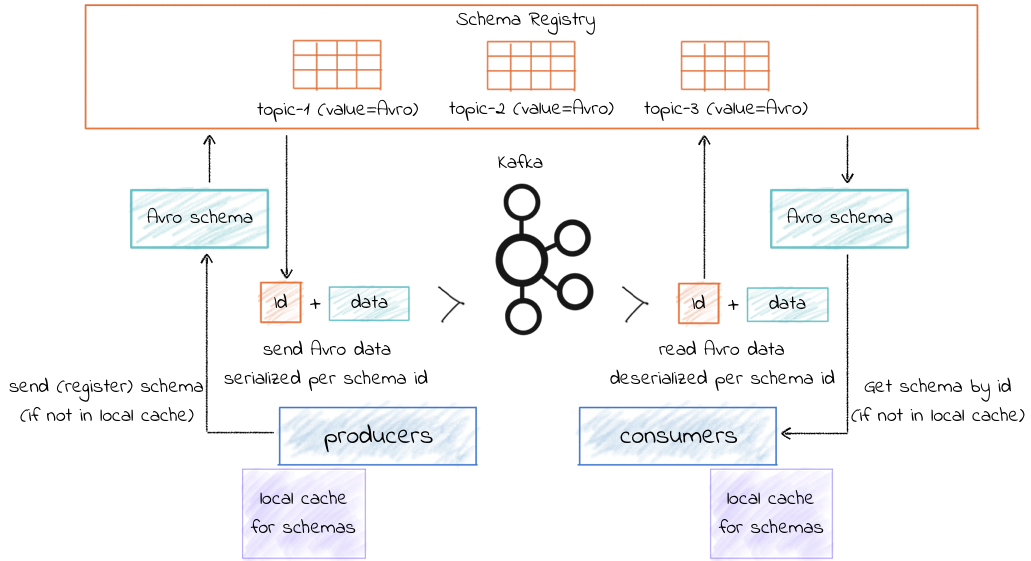 Schema Registry
topic-1 (value=Avro)
topic-2 (value=Avro)
topic-3 (value=Avro)
Kafka
Avro schema
Avro schema
id + data
id + data
send Avro data
serialized per schema id
read Avro data
deserialized per schema id
send (register) schema
(if not in local cache)
Get schema by id
(if not in local cache)
producers
consumers
local cache
for schemas
local cache
for schemas